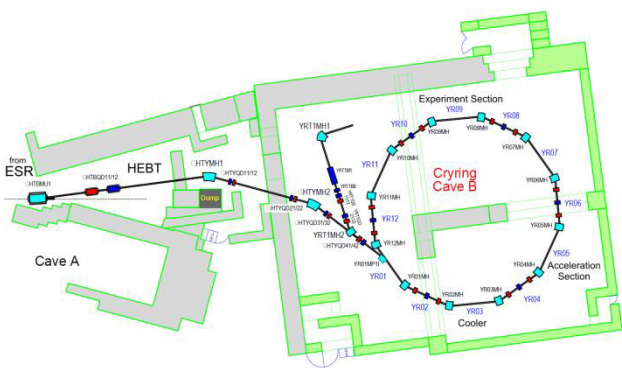 Experiment Section
YR09
YR10
YR08
YR09MH
YR08MH
YRT1MH1
YR10MH
YR07MH
YR07
YR11
from
ESR
HEBT
HTYMH1
HTYQD11/12
HTBMU1
HTBQD11/12
Cryring
Cave B
YR06MH
YR06
YR11MH
Dump
HTYMH2
HTYQD21/22
HTYQD31/32
YR12
YRT1MH2
YR05MH
YR12MH
HTYQD41/42
Cave A
YR01MP1I
YR01
YR05
YR04MH
Acceleration
Section
YR01MH
YR02
YR02MH
YR03MH
YR03
YR04
Cooler